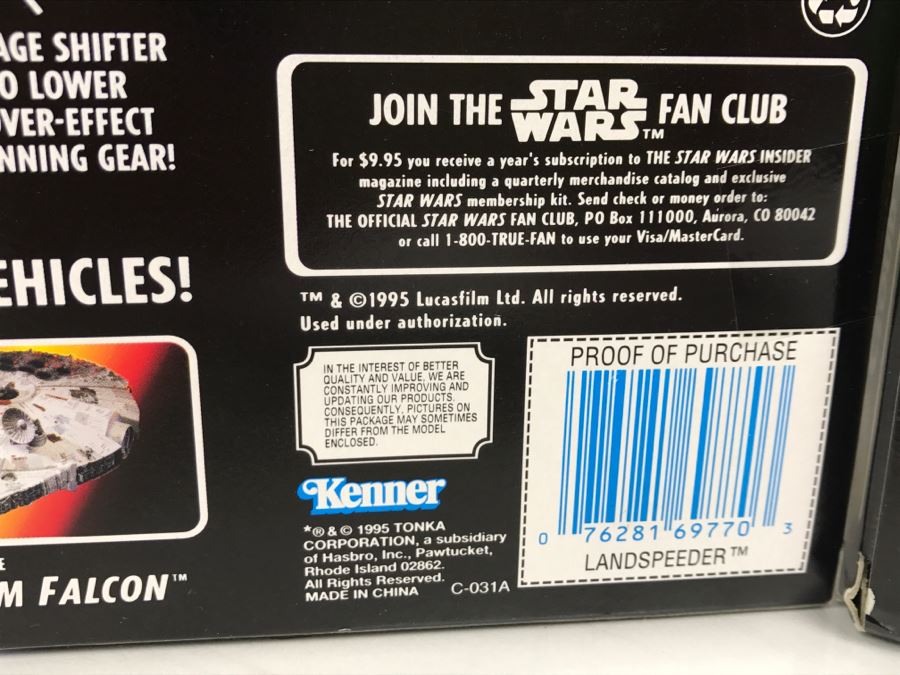 AGE SHIFTER
O LOWER
VER-EFFECT
NNING GEAR!
EHICLES!
E
M FALCON™
JOIN THE STAR WARS™ FAN CLUB
For $9.95 you receive a year's subscription to THE STAR WARS INSIDER
magazine including a quarterly merchandise catalog and exclusive
STAR WARS membership kit. Send check or money order to:
THE OFFICIAL STAR WARS FAN CLUB, PO Box 111000, Aurora, CO 80042
or call 1-800-TRUE-FAN to use your Visa/MasterCard.
TM & ©1995 Lucasfilm Ltd. All rights reserved.
Used under authorization.
IN THE INTEREST OF BETTER
QUALITY AND VALUE, WE ARE
CONSTANTLY IMPROVING AND
UPDATING OUR PRODUCTS.
CONSEQUENTLY, PICTURES ON
THIS PACKAGE MAY SOMETIMES
DIFFER FROM THE MODEL
ENCLOSED.
Kenner
*® & © 1995 TONKA
CORPORATION, a subsidiary
of Hasbro, Inc., Pawtucket,
Rhode Island 02862.
All Rights Reserved.
MADE IN CHINA C-031A
PROOF OF PURCHASE
0 76281 69770 3
LANDSPEEDER™